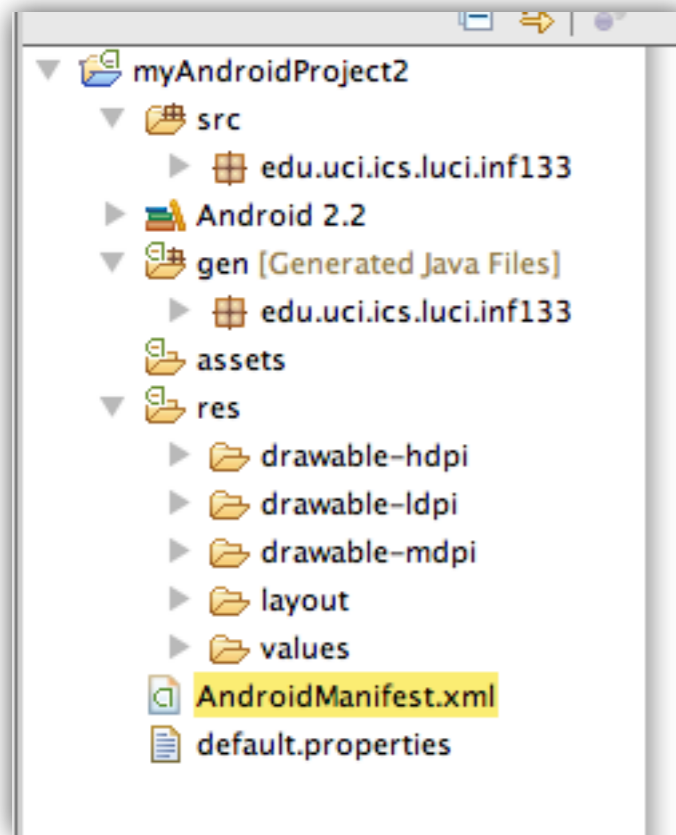 myAndroidProject2
src
edu.uci.ics.luci.inf133
Android 2.2
gen [Generated Java Files]
edu.uci.ics.luci.inf133
assets
res
drawable-hdpi
drawable-ldpi
drawable-mdpi
layout
values
AndroidManifest.xml
default.properties